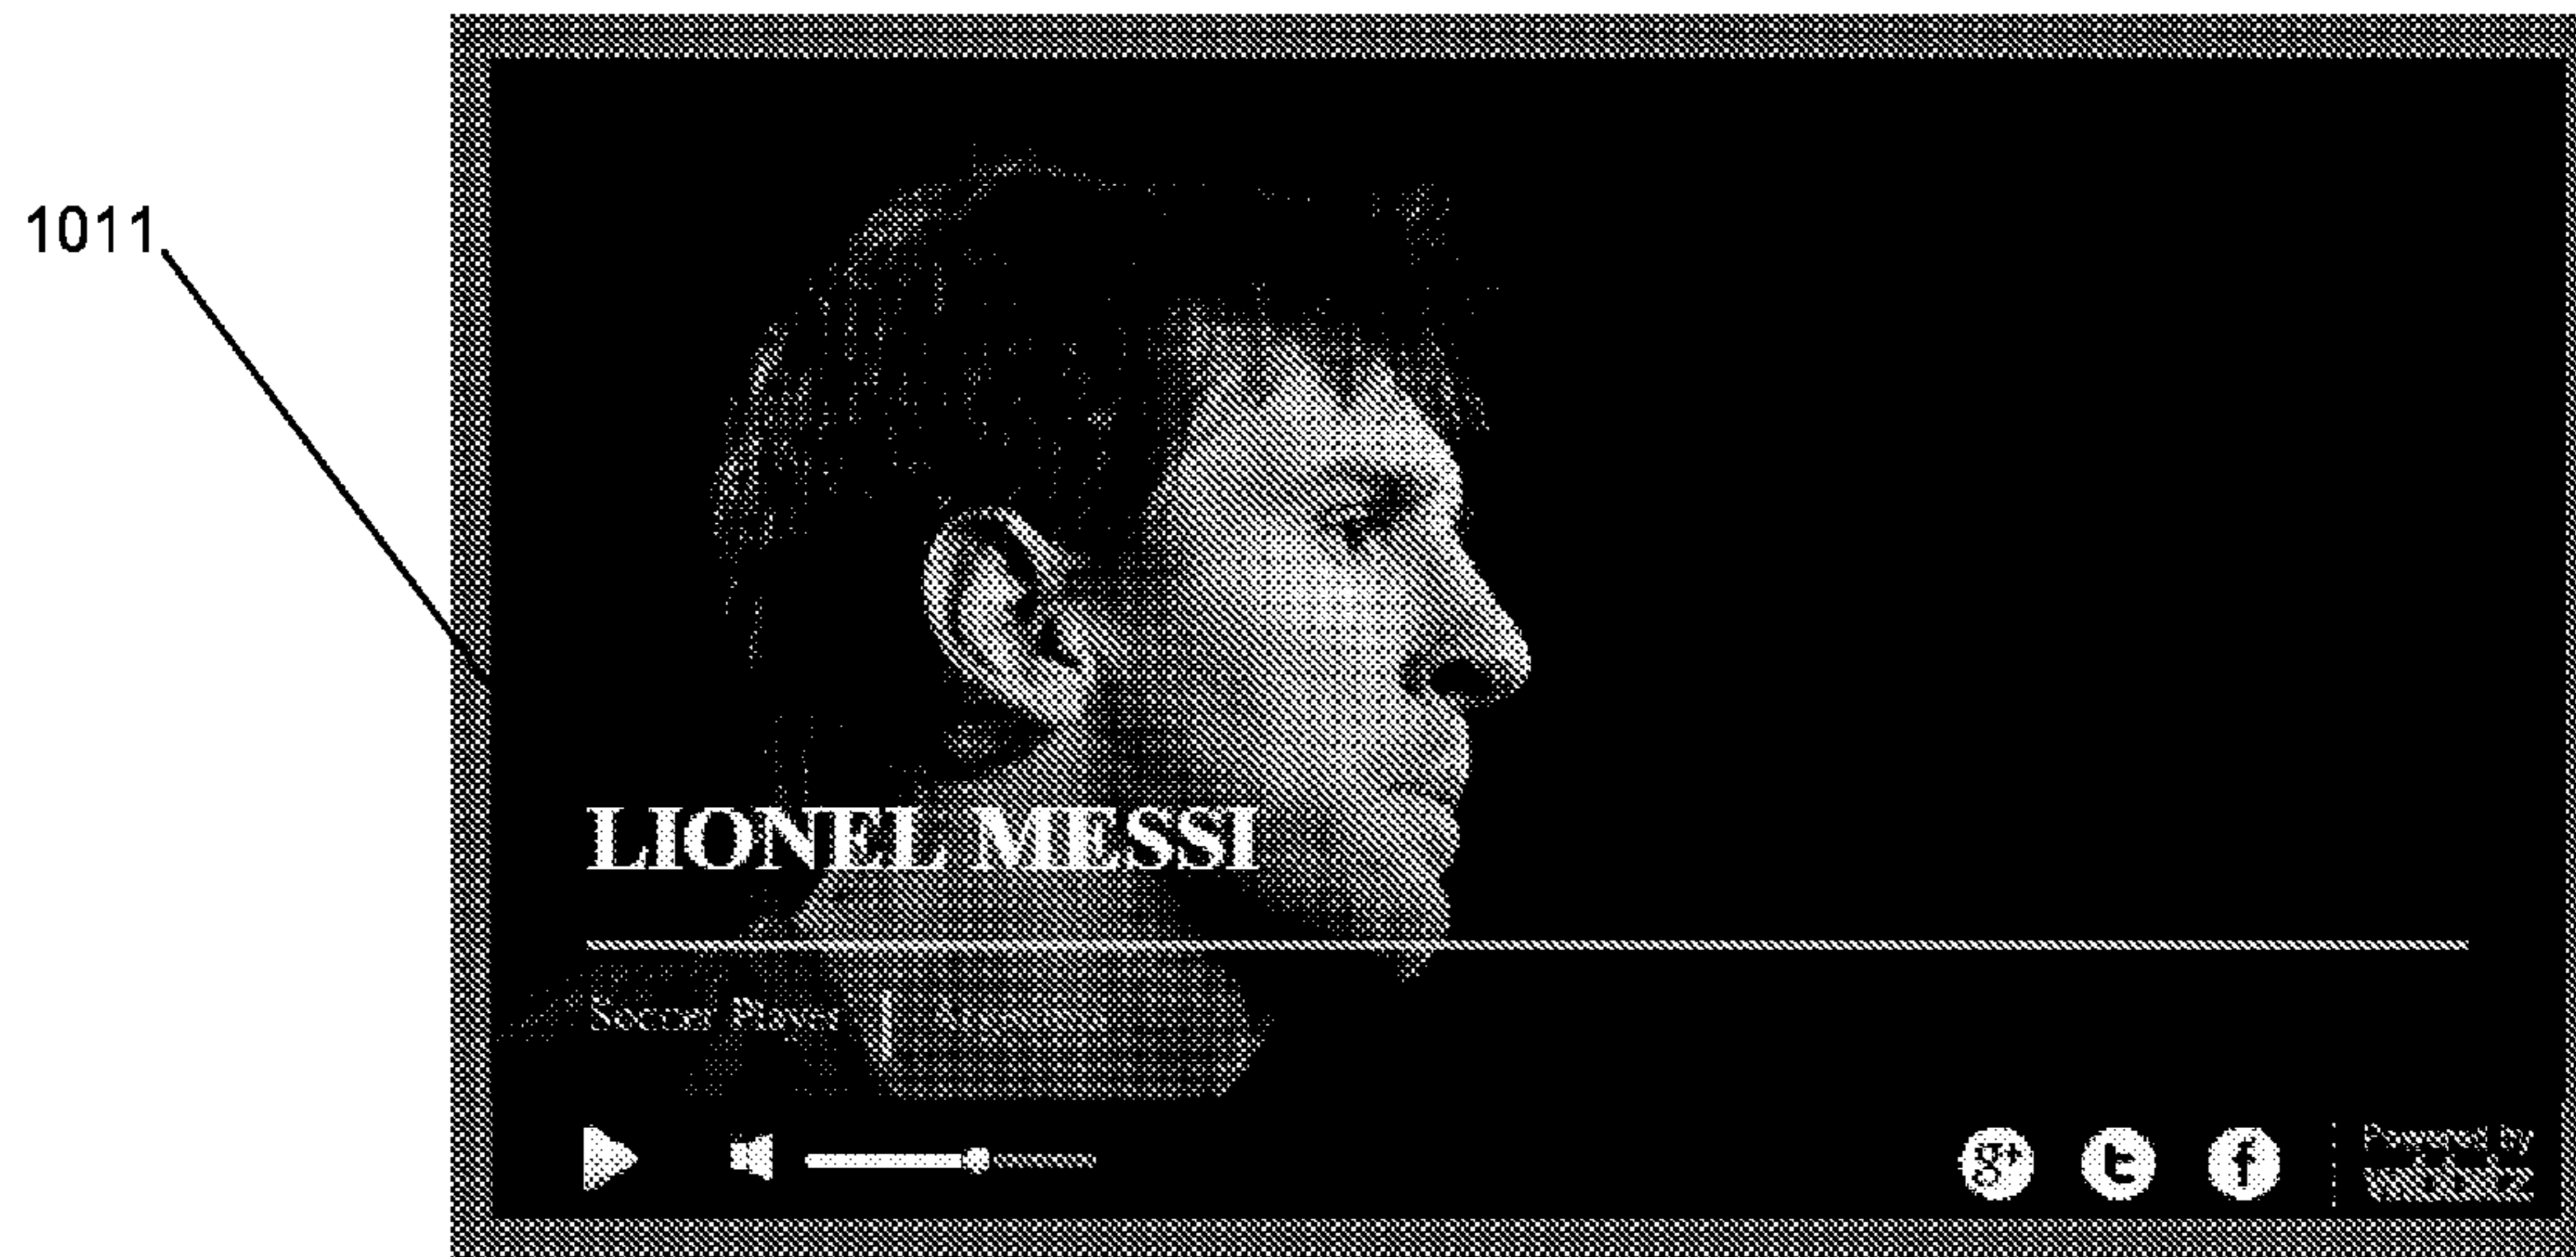 1011
LIONEL MESSI
Soccer Player |
g+ t f
Powered by